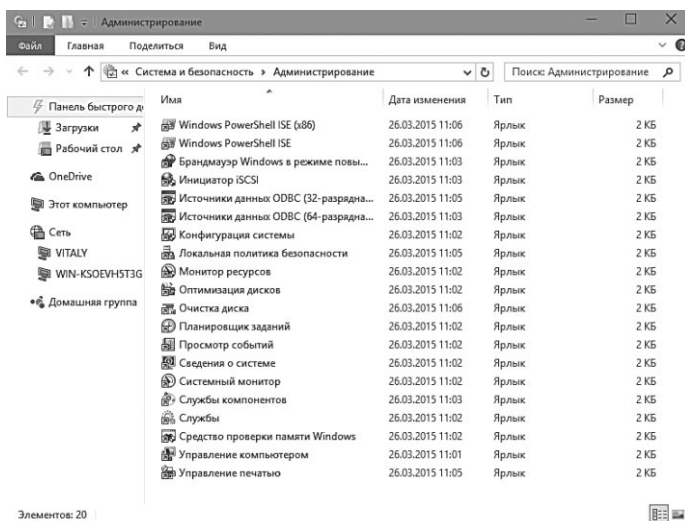 Администрирование
Файл Главная Поделиться Вид
« Система и безопасность > Администрирование Поиск: Администрирование
Панель быстрого д
Загрузки
Рабочий стол
OneDrive
Этот компьютер
Сеть
VITALY
WIN-KSOEVH5T3G
Домашняя группа
Имя Дата изменения Тип Размер
Windows PowerShell ISE (x86) 26.03.2015 11:06 Ярлык 2 КБ
Windows PowerShell ISE 26.03.2015 11:06 Ярлык 2 КБ
Брандмауэр Windows в режиме повы... 26.03.2015 11:03 Ярлык 2 КБ
Инициатор iSCSI 26.03.2015 11:03 Ярлык 2 КБ
Источники данных ODBC (32-разрядна... 26.03.2015 11:05 Ярлык 2 КБ
Источники данных ODBC (64-разрядна... 26.03.2015 11:03 Ярлык 2 КБ
Конфигурация системы 26.03.2015 11:02 Ярлык 2 КБ
Локальная политика безопасности 26.03.2015 11:05 Ярлык 2 КБ
Монитор ресурсов 26.03.2015 11:02 Ярлык 2 КБ
Оптимизация дисков 26.03.2015 11:02 Ярлык 2 КБ
Очистка диска 26.03.2015 11:06 Ярлык 2 КБ
Планировщик заданий 26.03.2015 11:02 Ярлык 2 КБ
Просмотр событий 26.03.2015 11:02 Ярлык 2 КБ
Сведения о системе 26.03.2015 11:02 Ярлык 2 КБ
Системный монитор 26.03.2015 11:02 Ярлык 2 КБ
Службы компонентов 26.03.2015 11:03 Ярлык 2 КБ
Службы 26.03.2015 11:02 Ярлык 2 КБ
Средство проверки памяти Windows 26.03.2015 11:02 Ярлык 2 КБ
Управление компьютером 26.03.2015 11:01 Ярлык 2 КБ
Управление печатью 26.03.2015 11:05 Ярлык 2 КБ
Элементов: 20